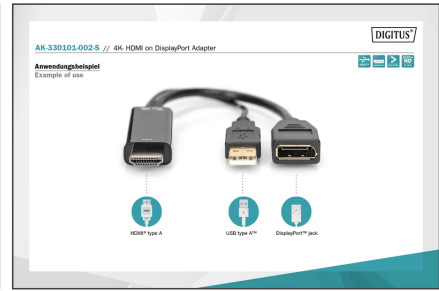 DIGITUS®
AK-330101-002-S // 4K- HDMI on DisplayPort Adapter
Anwendungsbeispiel
Example of use
HD
HDMI® type A
USB type A™
DisplayPort™ jack